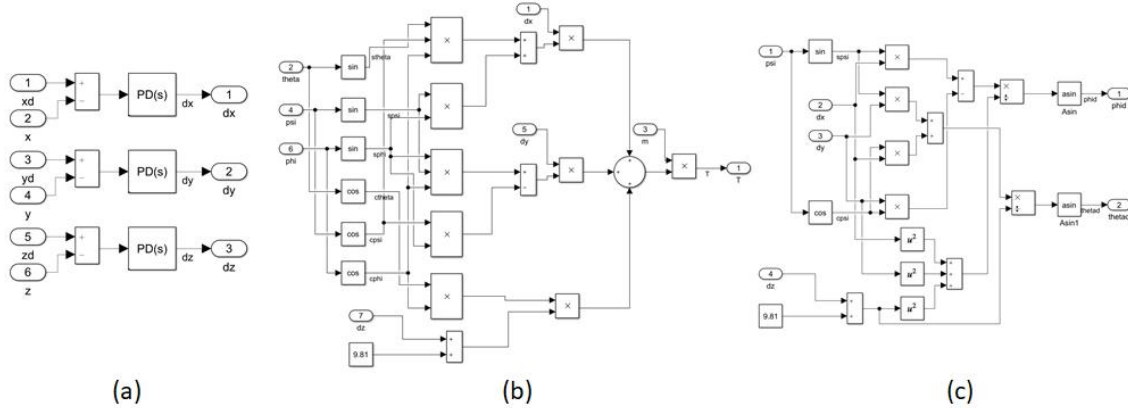 1
xd
2
x
PD(s)
dx
1
dx
3
yd
4
y
PD(s)
dy
2
dy
5
zd
6
z
PD(s)
dz
3
dz
(a)
2
theta
sin
stheta
4
psi
sin
spsi
6
phi
sin
sphi
cos
ctheta
cos
cpsi
cos
cphi
1
dx
5
dy
3
m
T
1
T
7
dz
9.81
(b)
1
psi
sin
spsi
2
dx
3
dy
cos
cpsi
4
dz
9.81
u²
u²
u²
asin
Asin
phid
1
phid
asin
Asin1
thetad
2
thetad
(c)